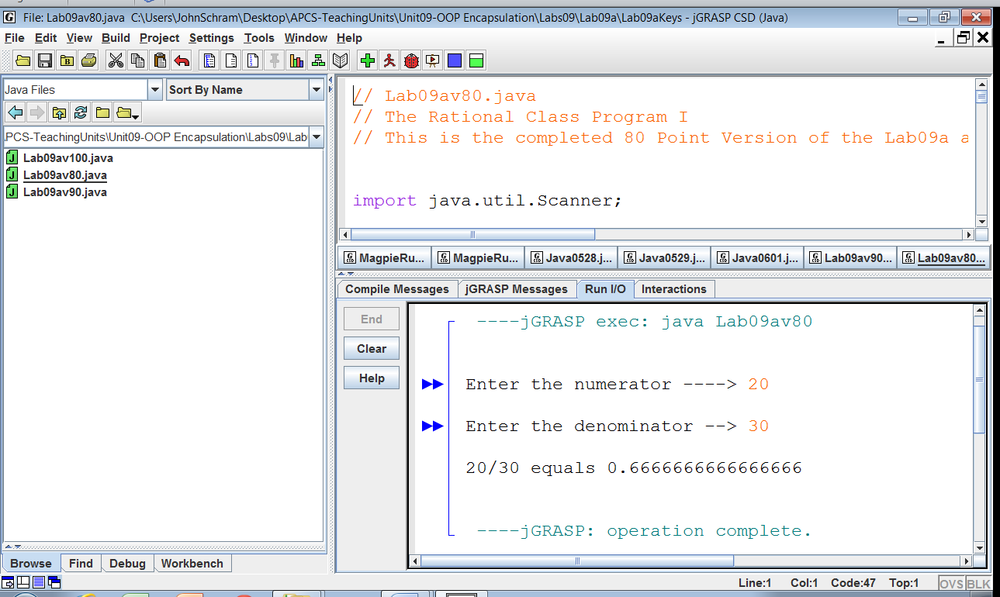 File: Lab09av80.java C:\Users\JohnSchram\Desktop\APCS-TeachingUnits\Unit09-OOP Encapsulation\Labs09\Lab09a\Lab09aKeys - jGRASP CSD (Java)
File Edit View Build Project Settings Tools Window Help
Java Files
Sort By Name
\PCS-TeachingUnits\Unit09-OOP Encapsulation\Labs09\Lab
Lab09av100.java
Lab09av80.java
Lab09av90.java
Browse Find Debug Workbench
// Lab09av80.java
// The Rational Class Program I
// This is the completed 80 Point Version of the Lab09a a
import java.util.Scanner;
MagpieRu... MagpieRu... Java0528.j... Java0529.j... Java0601.j... Lab09av90... Lab09av80...
Compile Messages jGRASP Messages Run I/O Interactions
End
Clear
Help
----jGRASP exec: java Lab09av80
Enter the numerator ----> 20
Enter the denominator --> 30
20/30 equals 0.6666666666666666
----jGRASP: operation complete.
Line:1 Col:1 Code:47 Top:1 OVS BLK